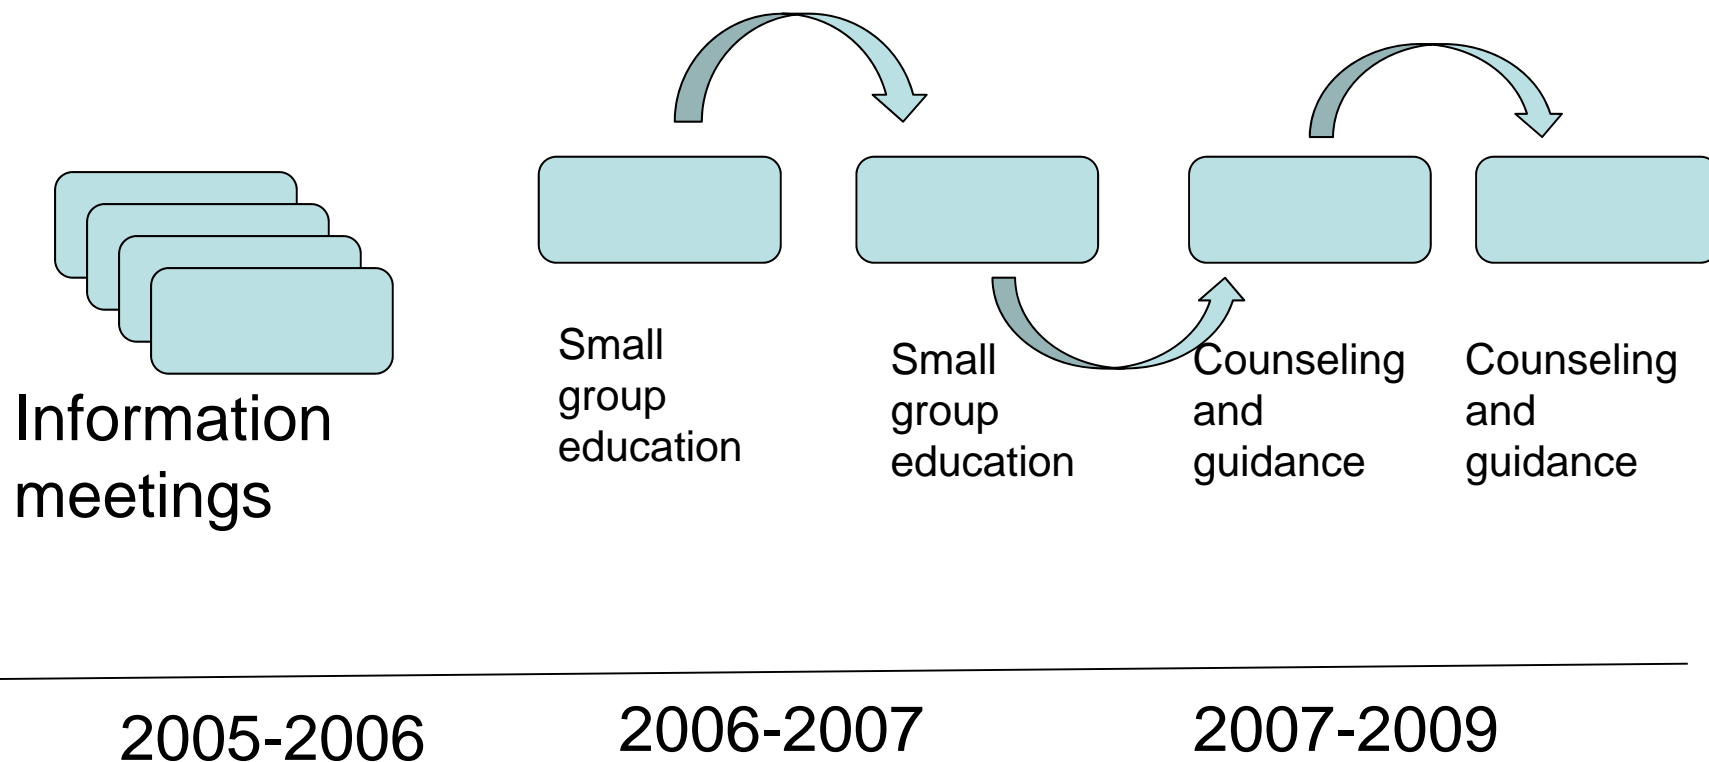 Information
meetings
Small
group
education
Small
group
education
Counseling
and
guidance
Counseling
and
guidance
2005-2006
2006-2007
2007-2009